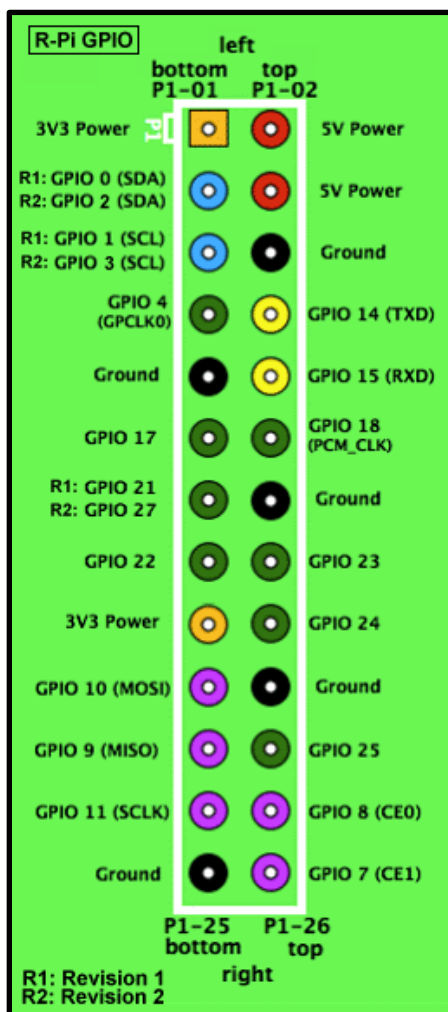 R-Pi GPIO
left
bottom top
P1-01 P1-02
3V3 Power P1 5V Power
R1: GPIO 0 (SDA)
R2: GPIO 2 (SDA) 5V Power
R1: GPIO 1 (SCL)
R2: GPIO 3 (SCL) Ground
GPIO 4
(GPCLK0) GPIO 14 (TXD)
Ground GPIO 15 (RXD)
GPIO 17 GPIO 18
(PCM_CLK)
R1: GPIO 21
R2: GPIO 27 Ground
GPIO 22 GPIO 23
3V3 Power GPIO 24
GPIO 10 (MOSI) Ground
GPIO 9 (MISO) GPIO 25
GPIO 11 (SCLK) GPIO 8 (CE0)
Ground GPIO 7 (CE1)
P1-25 P1-26
bottom top
right
R1: Revision 1
R2: Revision 2